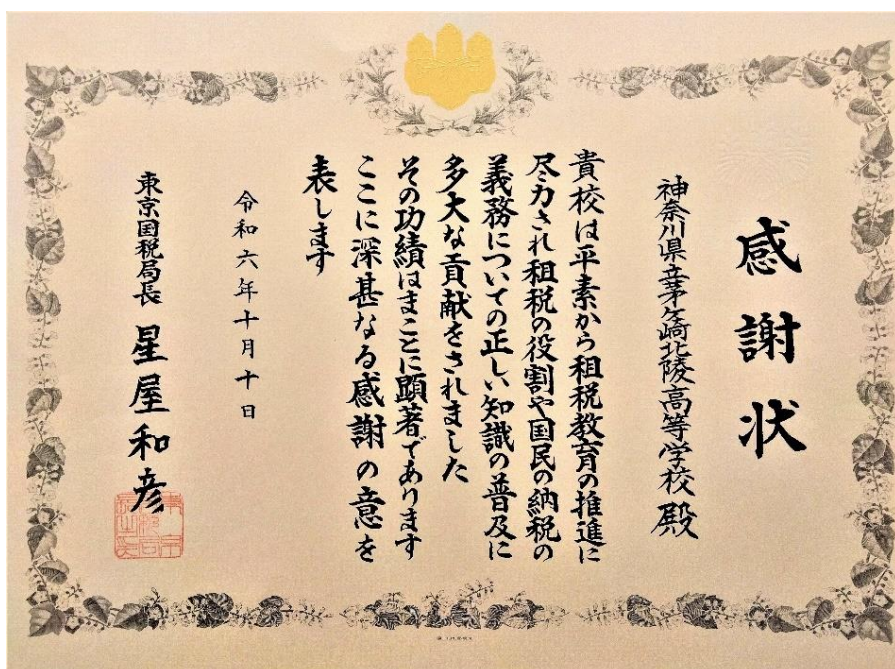 感謝状
神奈川県立茅ケ崎北陵高等学校 殿
貴校は平素から租税教育の推進に
尽力され租税の役割や国民の納税の
義務についての正しい知識の普及に
多大な貢献をされました
その功績はまことに顕著であります
ここに深甚なる感謝の意を
表します
令和六年十月十日
東京国税局長 星屋和彦